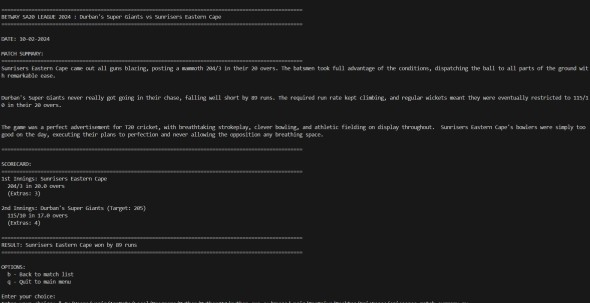 ================================================================================
BETWAY SA20 LEAGUE 2024 : Durban's Super Giants vs Sunrisers Eastern Cape
================================================================================
DATE: 10-02-2024
MATCH SUMMARY:
================================================================================
Sunrisers Eastern Cape came out all guns blazing, posting a mammoth 204/3 in their 20 overs. The batsmen took full advantage of the conditions, dispatching the ball to all parts of the ground wit
h remarkable ease.
Durban's Super Giants never really got going in their chase, falling well short by 89 runs. The required run rate kept climbing, and regular wickets meant they were eventually restricted to 115/1
0 in their 20 overs.
The game was a perfect advertisement for T20 cricket, with breathtaking strokeplay, clever bowling, and athletic fielding on display throughout.  Sunrisers Eastern Cape's bowlers were simply too
good on the day, executing their plans to perfection and never allowing the opposition any breathing space.
================================================================================
SCORECARD:
================================================================================
1st Innings: Sunrisers Eastern Cape
204/3 in 20.0 overs
(Extras: 3)
2nd Innings: Durban's Super Giants (Target: 205)
115/10 in 17.0 overs
(Extras: 4)
================================================================================
RESULT: Sunrisers Eastern Cape won by 89 runs
================================================================================
OPTIONS:
b - Back to match list
q - Quit to main menu
Enter your choice: